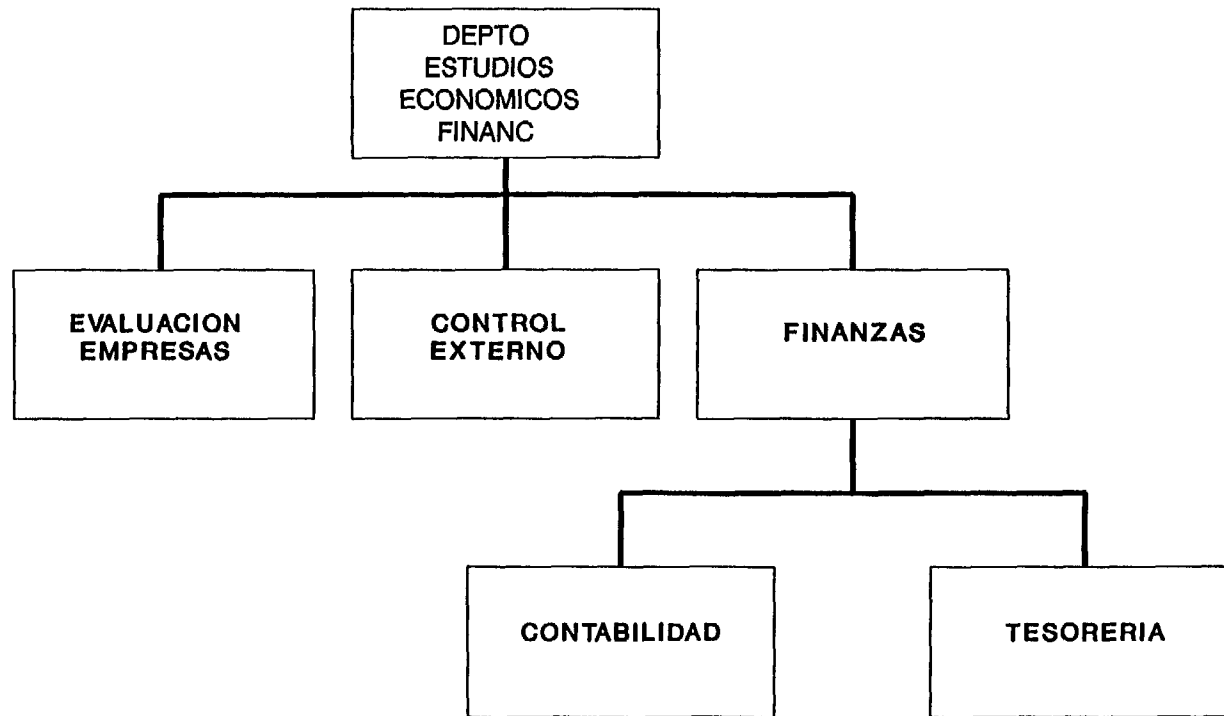 DEPTO
ESTUDIOS
ECONOMICOS
FINANC
EVALUACION
EMPRESAS
CONTROL
EXTERNO
FINANZAS
CONTABILIDAD
TESORERIA